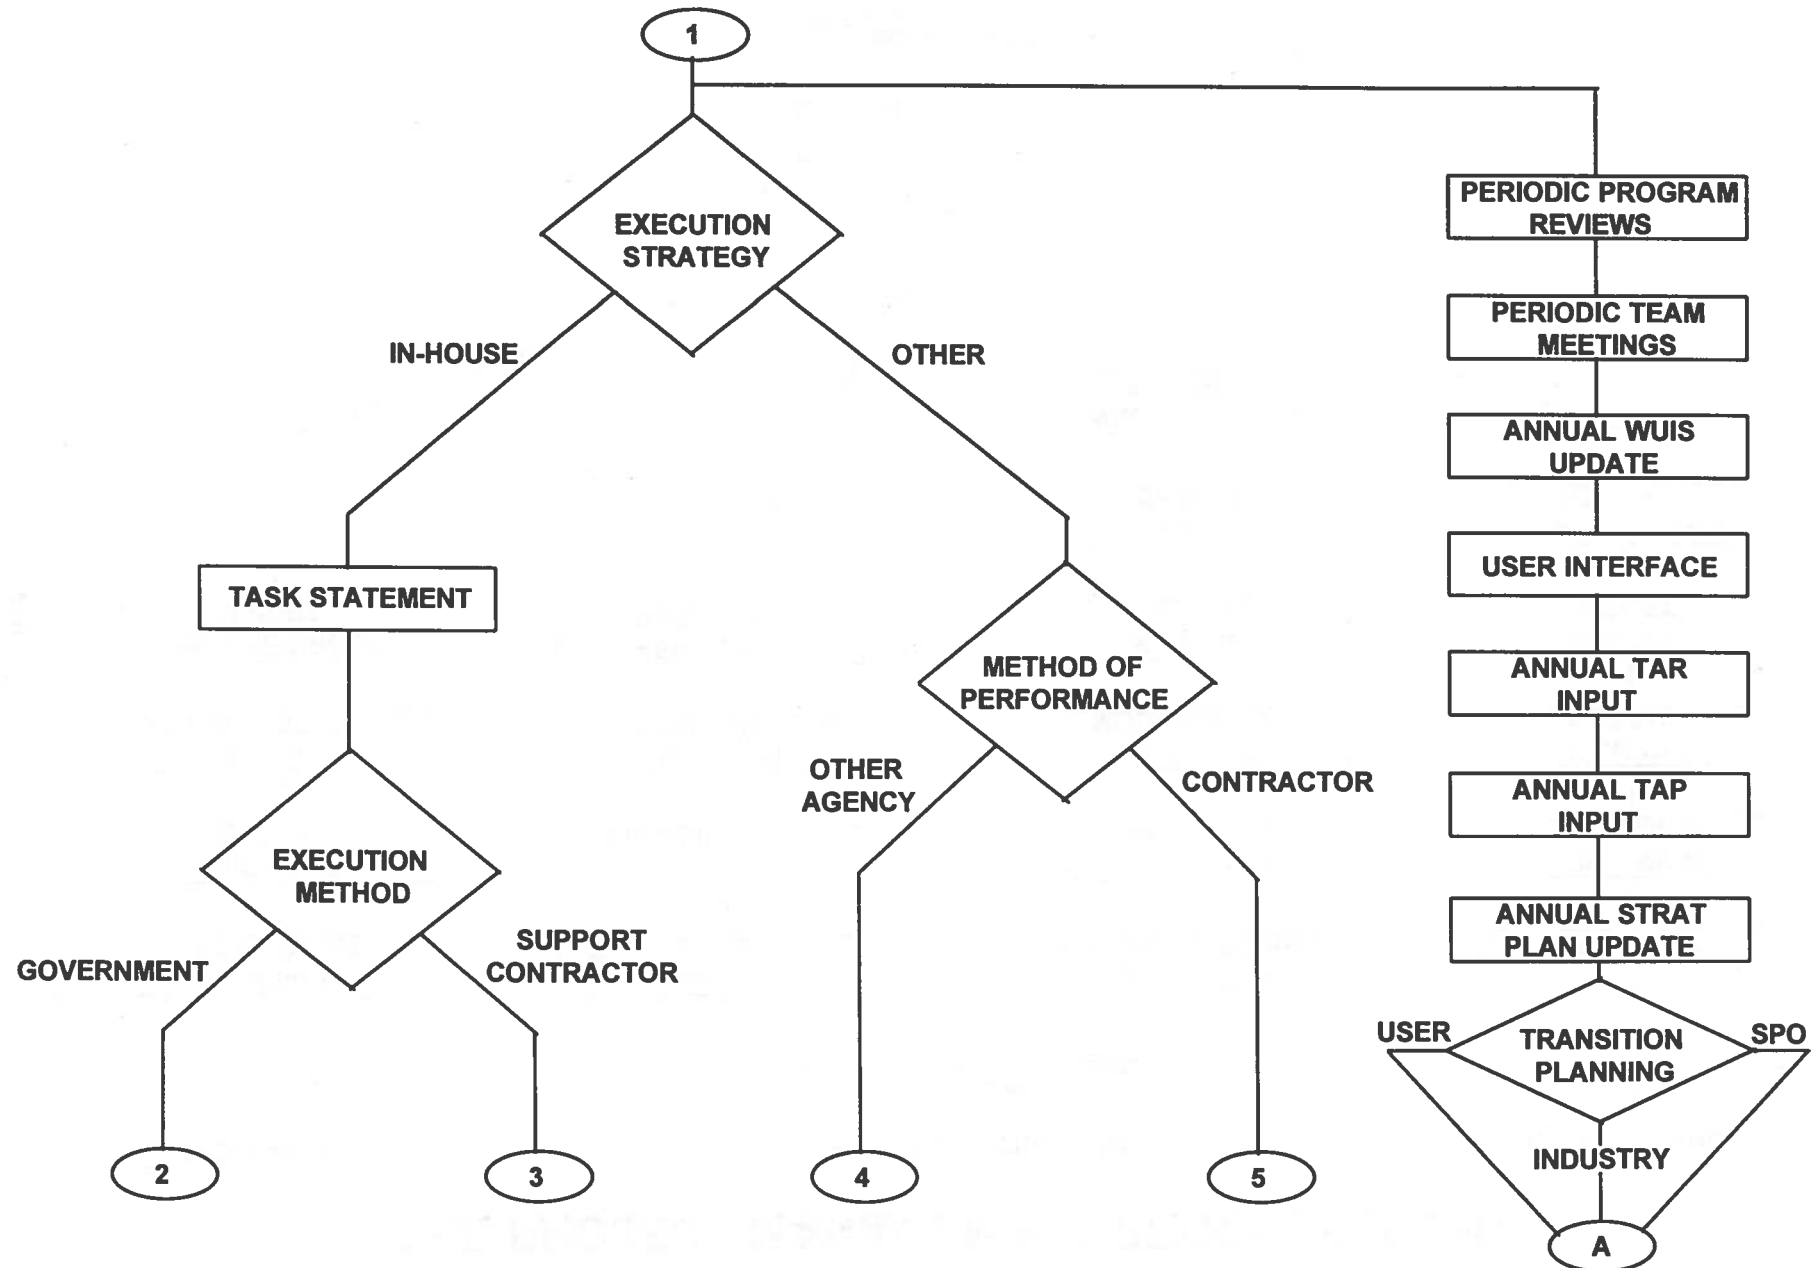 1
EXECUTION
STRATEGY
IN-HOUSE
OTHER
TASK STATEMENT
EXECUTION
METHOD
GOVERNMENT
SUPPORT
CONTRACTOR
2
3
METHOD OF
PERFORMANCE
OTHER
AGENCY
CONTRACTOR
4
5
PERIODIC PROGRAM
REVIEWS
PERIODIC TEAM
MEETINGS
ANNUAL WUIS
UPDATE
USER INTERFACE
ANNUAL TAR
INPUT
ANNUAL TAP
INPUT
ANNUAL STRAT
PLAN UPDATE
TRANSITION
PLANNING
USER
SPO
INDUSTRY
A